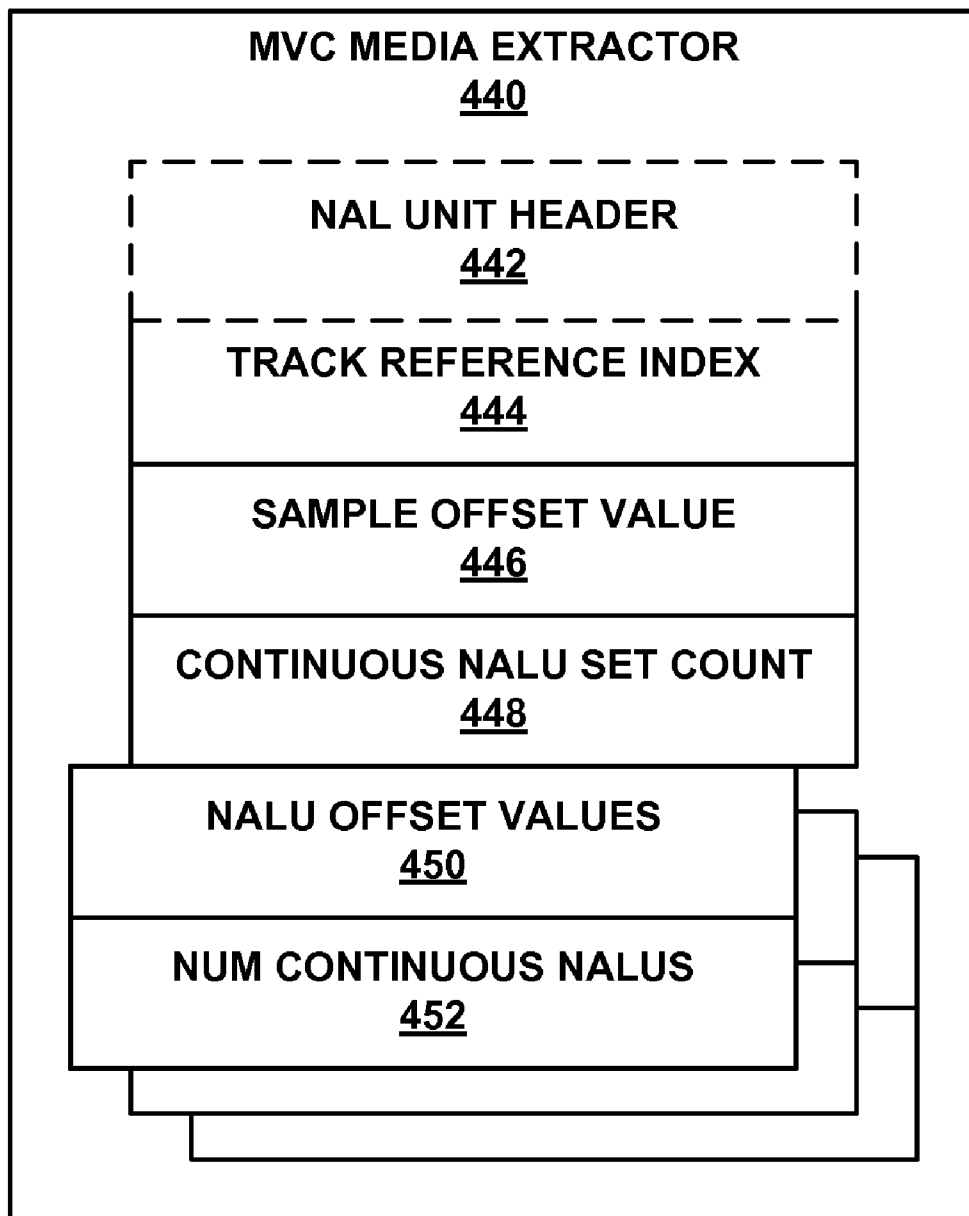 MVC MEDIA EXTRACTOR
440
NAL UNIT HEADER
442
TRACK REFERENCE INDEX
444
SAMPLE OFFSET VALUE
446
CONTINUOUS NALU SET COUNT
448
NALU OFFSET VALUES
450
NUM CONTINUOUS NALUS
452